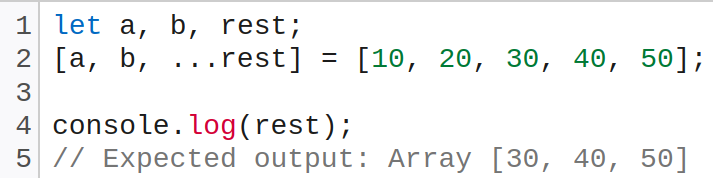 1 let a, b, rest;
2 [a, b, ...rest] = [10, 20, 30, 40, 50];
3
4 console.log(rest);
5 // Expected output: Array [30, 40, 50]